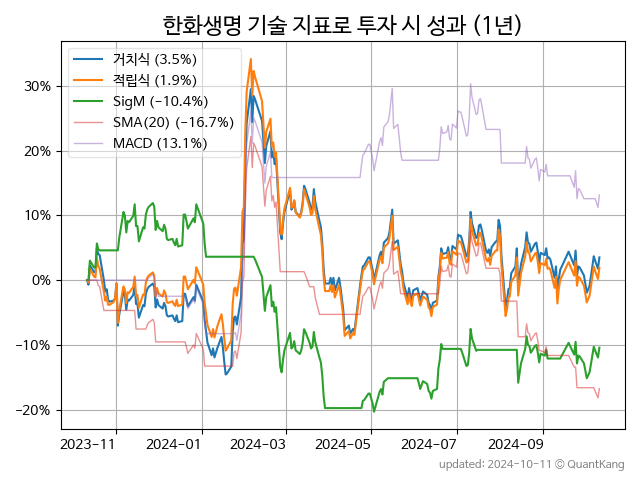 한화생명 기술 지표로 투자 시 성과 (1년)
거치식 (3.5%)
적립식 (1.9%)
SigM (−10.4%)
SMA(20) (−16.7%)
MACD (13.1%)
30%
20%
10%
0%
−10%
−20%
2023-11
2024-01
2024-03
2024-05
2024-07
2024-09
updated: 2024-10-11 © QuantKang